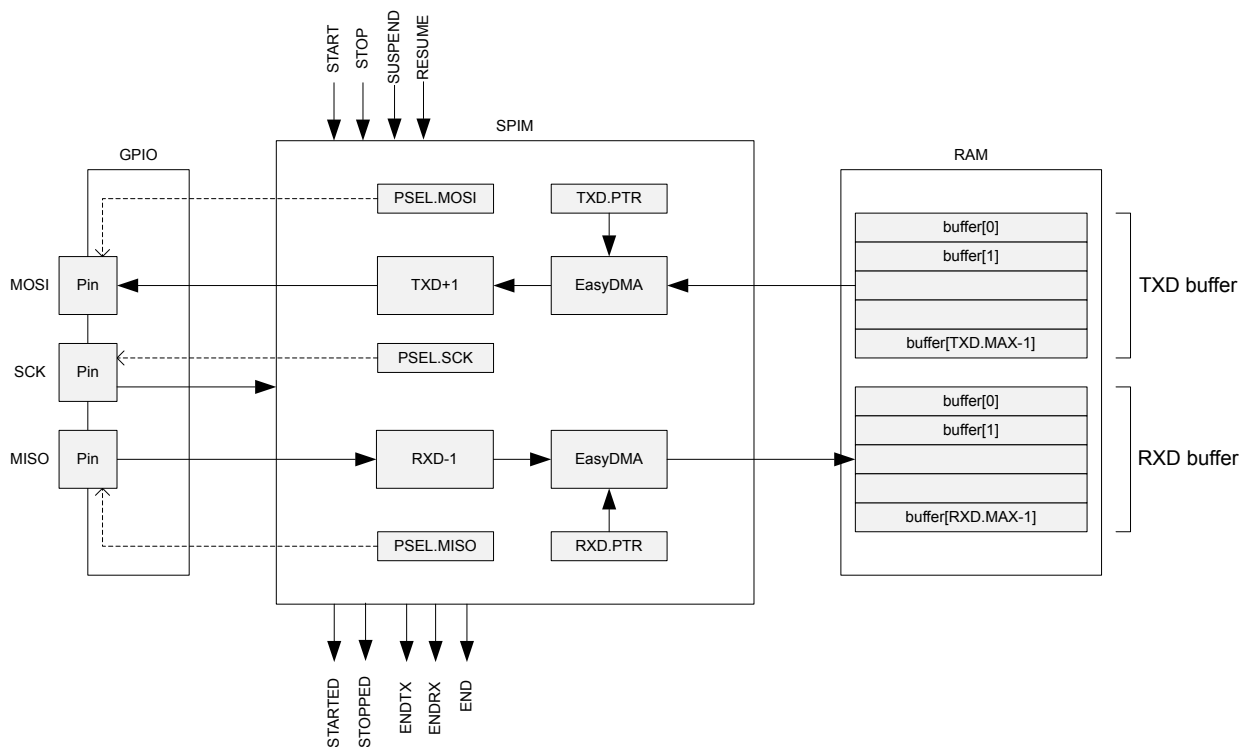 START
STOP
SUSPEND
RESUME
SPIM
GPIO
RAM
PSEL.MOSI
TXD.PTR
buffer[0]
buffer[1]
TXD buffer
MOSI
Pin
TXD+1
EasyDMA
buffer[TXD.MAX-1]
PSEL.SCK
SCK
Pin
buffer[0]
buffer[1]
RXD buffer
MISO
Pin
RXD-1
EasyDMA
buffer[RXD.MAX-1]
PSEL.MISO
RXD.PTR
STARTED
STOPPED
ENDTX
ENDRX
END